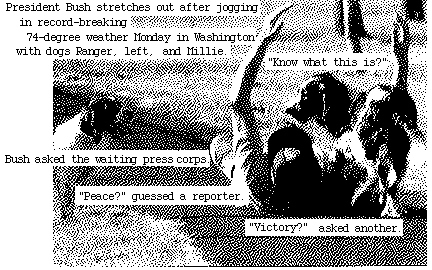 President Bush stretches out after jogging
in record-breaking
74-degree weather Monday in Washington
with dogs Ranger, left, and Millie.
"Know what this is?"
Bush asked the waiting press corps.
"Peace?" guessed a reporter.
"Victory?" asked another.